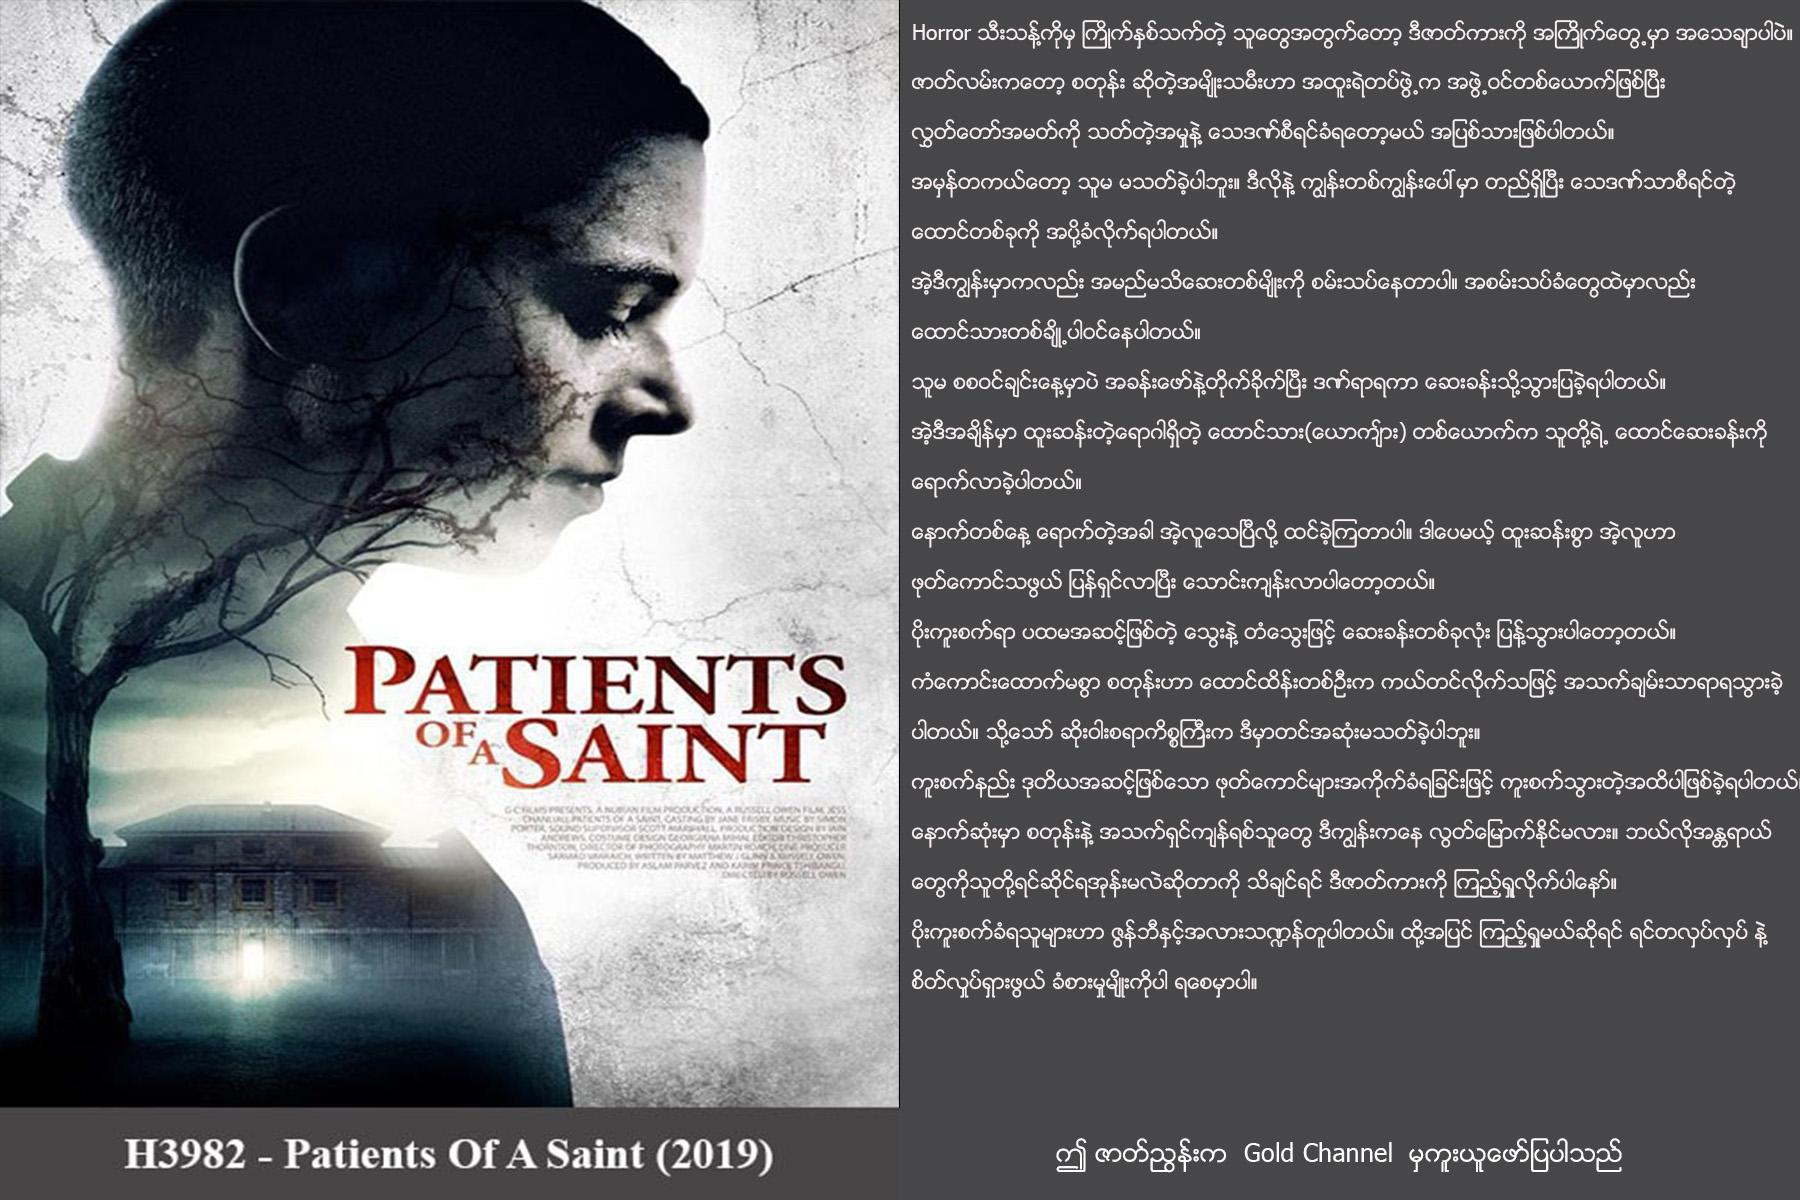 Horror သီးသန့်ကိုမှ ကြိုက်နှစ်သက်တဲ့ သူတွေအတွက်တော့ ဒီဇာတ်ကားကို အကြိုက်တွေ့မှာ အသေချာပါပဲ။
ဇာတ်လမ်းကတော့ စတုန်း ဆိုတဲ့အမျိုးသမီးဟာ အထူးရဲတပ်ဖွဲ့က အဖွဲ့ဝင်တစ်ယောက်ဖြစ်ပြီး
လွှတ်တော်အမတ်ကို သတ်တဲ့အမှုနဲ့ သေဒဏ်စီရင်ခံရတော့မယ် အပြစ်သားဖြစ်ပါတယ်။
အမှန်တကယ်တော့ သူမ မသတ်ခဲ့ပါဘူး။ ဒီလိုနဲ့ ကျွန်းတစ်ကျွန်းပေါ်မှာ တည်ရှိပြီး သေဒဏ်သာစီရင်တဲ့
ထောင်တစ်ခုကို အပို့ခံလိုက်ရပါတယ်။
အဲ့ဒီကျွန်းမှာကလည်း အမည်မသိဆေးတစ်မျိုးကို စမ်းသပ်နေတာပါ။ အစမ်းသပ်ခံတွေထဲမှာလည်း
ထောင်သားတစ်ချို့ပါဝင်နေပါတယ်။
သူမ စစဝင်ချင်းနေ့မှာပဲ အခန်းဖော်နဲ့တိုက်ခိုက်ပြီး ဒဏ်ရာရကာ ဆေးခန်းသို့သွားပြခဲ့ရပါတယ်။
အဲ့ဒီအချိန်မှာ ထူးဆန်းတဲ့ရောဂါရှိတဲ့ ထောင်သား(ယောက်ျား) တစ်ယောက်က သူတို့ရဲ့ ထောင်ဆေးခန်းကို
ရောက်လာခဲ့ပါတယ်။
နောက်တစ်နေ့ ရောက်တဲ့အခါ အဲ့လူသေပြီလို့ ထင်ခဲ့ကြတာပါ။ ဒါပေမယ့် ထူးဆန်းစွာ အဲ့လူဟာ
ဖုတ်ကောင်သဖွယ် ပြန်ရှင်လာပြီး သောင်းကျန်းလာပါတော့တယ်။
ပိုးကူးစက်ရာ ပထမအဆင့်ဖြစ်တဲ့ သွေးနဲ့ တံသွေးဖြင့် ဆေးခန်းတစ်ခုလုံး ပြန့်သွားပါတော့တယ်။
ကံကောင်းထောက်မစွာ စတုန်းဟာ ထောင်ထိန်းတစ်ဦးက ကယ်တင်လိုက်သဖြင့် အသက်ချမ်းသာရာရသွားခဲ့
ပါတယ်။ သို့သော် ဆိုးဝါးစရာကိစ္စကြီးက ဒီမှာတင်အဆုံးမသတ်ခဲ့ပါဘူး။
ကူးစက်နည်း ဒုတိယအဆင့်ဖြစ်သော ဖုတ်ကောင်များအကိုက်ခံရခြင်းဖြင့် ကူးစက်သွားတဲ့အထိပါဖြစ်ခဲ့ရပါတယ်။
နောက်ဆုံးမှာ စတုန်းနဲ့ အသက်ရှင်ကျန်ရစ်သူတွေ ဒီကျွန်းကနေ လွတ်မြောက်နိုင်မလား။ ဘယ်လိုအန္တရာယ်
တွေကိုသူတို့ရင်ဆိုင်ရအုန်းမလဲဆိုတာကို သိချင်ရင် ဒီဇာတ်ကားကို ကြည့်ရှုလိုက်ပါနော်။
ပိုးကူးစက်ခံရသူများဟာ ဇွန်ဘီနှင့်အလားသဏ္ဍန်တူပါတယ်။ ထို့အပြင် ကြည့်ရှုမယ်ဆိုရင် ရင်တလှပ်လှပ် နဲ့
စိတ်လှုပ်ရှားဖွယ် ခံစားမှုမျိုးကိုပါ ရစေမှာပါ။
PATIENTS
OF A SAINT
H3982 - Patients Of A Saint (2019)
ဤ ဇာတ်ညွှန်းက Gold Channel မှကူးယူဖော်ပြပါသည်